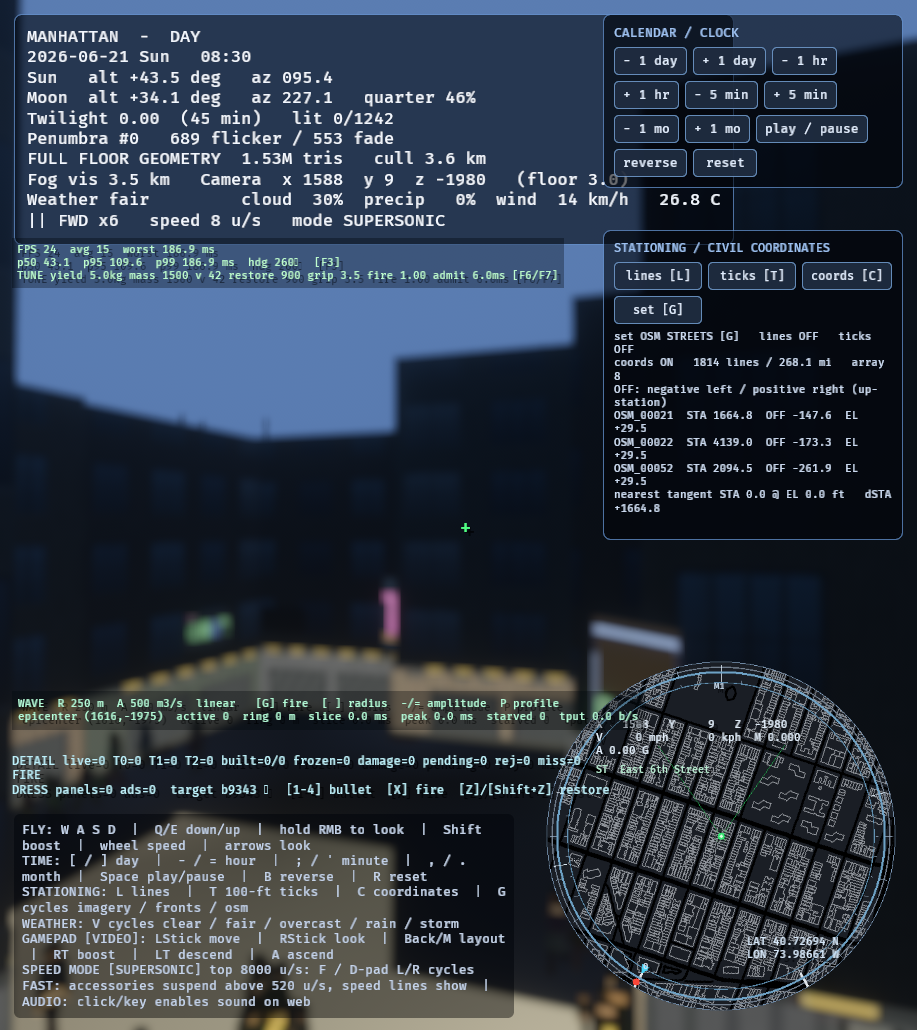 MANHATTAN - DAY
2026-06-21 Sun 08:30
Sun alt +43.5 deg az 095.4
Moon alt +34.1 deg az 227.1 quarter 46%
Twilight 0.00 (45 min) lit 0/1242
Penumbra #0 689 flicker / 553 fade
FULL FLOOR GEOMETRY 1.53M tris cull 3.6 km
Fog vis 3.5 km Camera x 1588 y 9 z -1980 (floor 3.0)
Weather fair cloud 30% precip 0% wind 14 km/h 26.8 C
|| FWD x6 speed 8 u/s mode SUPERSONIC
CALENDAR / CLOCK
- 1 day + 1 day - 1 hr
+ 1 hr - 5 min + 5 min
- 1 mo + 1 mo play / pause
reverse reset
FPS 24 avg 15 worst 186.9 ms
p50 43.1 p95 109.6 p99 186.9 ms hdg 260 [F3]
TUNE yield 5.0kg mass 1500 v 42 restore 900 grip 3.5 fire 1.00 admit 6.0ms [F6/F7]
STATIONING / CIVIL COORDINATES
lines [L] ticks [T] coords [C]
set [G]
set OSM STREETS [G] lines OFF ticks
OFF
coords ON 1814 lines / 268.1 mi array
8
OFF: negative left / positive right (up-
station)
OSM_00021 STA 1664.8 OFF -147.6 EL
+29.5
OSM_00022 STA 4139.0 OFF -173.3 EL
+29.5
OSM_00052 STA 2094.5 OFF -261.9 EL
+29.5
nearest tangent STA 0.0 @ EL 0.0 ft dSTA
+1664.8
WAVE R 250 m A 500 m3/s linear [G] fire [ ] radius -/= amplitude P profile
epicenter (1616,-1975) active 0 ring 0 m slice 0.0 ms peak 0.0 ms starved 0 tput 0.0 b/s
DETAIL live=0 T0=0 T1=0 T2=0 built=0/0 frozen=0 damage=0 pending=0 rej=0 miss=0
FIRE
DRESS panels=0 ads=0 target b9343 [1-4] bullet [X] fire [Z]/[Shift+Z] restore
X 1588 Y 9 Z -1980
V 0 mph 0 kph M 0.000
A 0.00 G
ST East 6th Street
LAT 40.72694 N
LON 73.98661 W
FLY: W A S D | Q/E down/up | hold RMB to look | Shift
boost | wheel speed | arrows look
TIME: [ / ] day | - / = hour | ; / ' minute | , / .
month | Space play/pause | B reverse | R reset
STATIONING: L lines | T 100-ft ticks | C coordinates | G
cycles imagery / fronts / osm
WEATHER: V cycles clear / fair / overcast / rain / storm
GAMEPAD [VIDEO]: LStick move | RStick look | Back/M layout
| RT boost | LT descend | A ascend
SPEED MODE [SUPERSONIC] top 8000 u/s: F / D-pad L/R cycles
FAST: accessories suspend above 520 u/s, speed lines show |
AUDIO: click/key enables sound on web